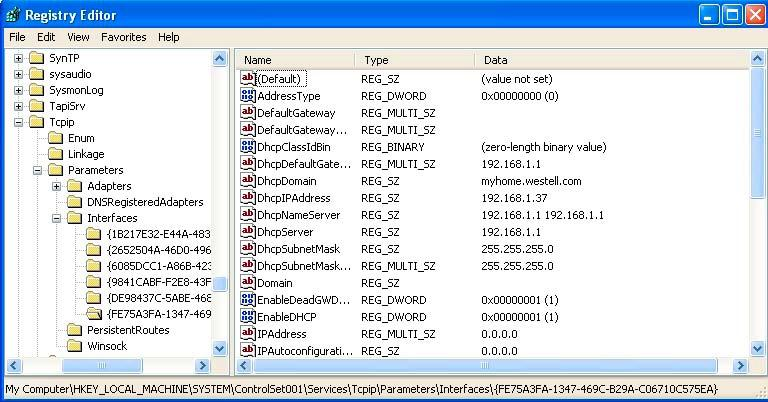 Registry Editor
File Edit View Favorites Help
SynTP
sysaudio
SysmonLog
TapiSrv
Tcpip
Enum
Linkage
Parameters
Adapters
DNSRegisteredAdapters
Interfaces
{1B217E32-E44A-483
{2652504A-46D0-496
{6085DCC1-A86B-423
{9841CABF-F2E8-43F
{DE98437C-5ABE-468
{FE75A3FA-1347-469
PersistentRoutes
Winsock
Name Type Data
(Default) REG_SZ (value not set)
AddressType REG_DWORD 0x00000000 (0)
DefaultGateway REG_MULTI_SZ
DefaultGateway... REG_MULTI_SZ
DhcpClassIdBin REG_BINARY (zero-length binary value)
DhcpDefaultGate... REG_MULTI_SZ 192.168.1.1
DhcpDomain REG_SZ myhome.westell.com
DhcpIPAddress REG_SZ 192.168.1.37
DhcpNameServer REG_SZ 192.168.1.1 192.168.1.1
DhcpServer REG_SZ 192.168.1.1
DhcpSubnetMask REG_SZ 255.255.255.0
DhcpSubnetMask... REG_MULTI_SZ 255.255.255.0
Domain REG_SZ
EnableDeadGWD... REG_DWORD 0x00000001 (1)
EnableDHCP REG_DWORD 0x00000001 (1)
IPAddress REG_MULTI_SZ 0.0.0.0
IPAutoconfigurati... REG_SZ 0.0.0.0
My Computer\HKEY_LOCAL_MACHINE\SYSTEM\ControlSet001\Services\Tcpip\Parameters\Interfaces\{FE75A3FA-1347-469C-B29A-C06710C575EA}